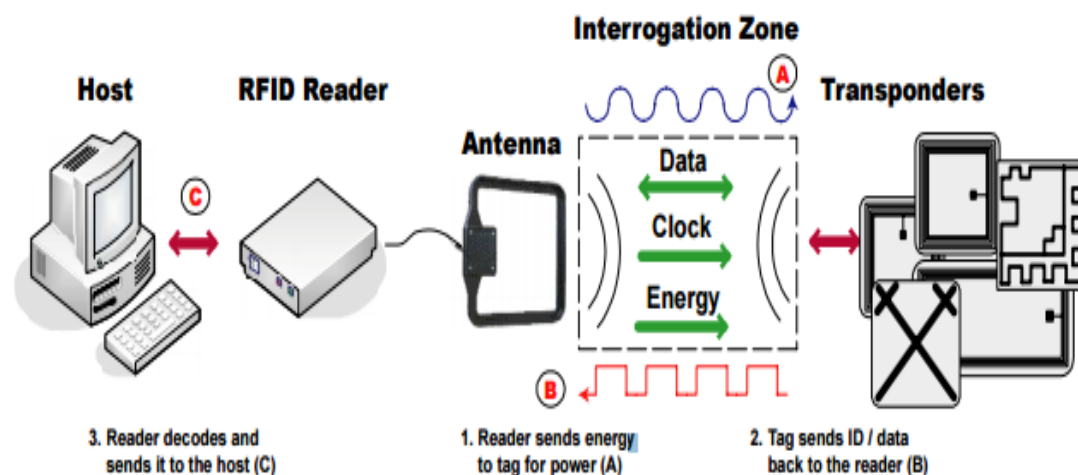 Interrogation Zone
A
Host
RFID Reader
Transponders
Antenna
Data
C
Clock
Energy
B
3. Reader decodes and
sends it to the host (C)
1. Reader sends energy
to tag for power (A)
2. Tag sends ID / data
back to the reader (B)